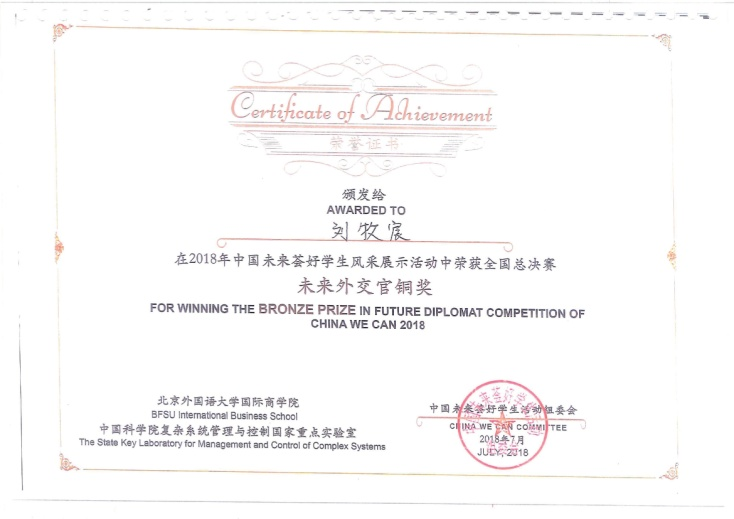 Certificate of Achievement
荣誉证书
颁发给
AWARDED TO
刘牧宸
在2018年中国未来荟好学生风采展示活动中荣获全国总决赛
未来外交官铜奖
FOR WINNING THE BRONZE PRIZE IN FUTURE DIPLOMAT COMPETITION OF
CHINA WE CAN 2018
北京外国语大学国际商学院
BFSU International Business School
中国科学院复杂系统管理与控制国家重点实验室
The State Key Laboratory for Management and Control of Complex Systems
中国未来荟好学生活动组委会
CHINA WE CAN COMMITTEE
2018年7月
JULY, 2018